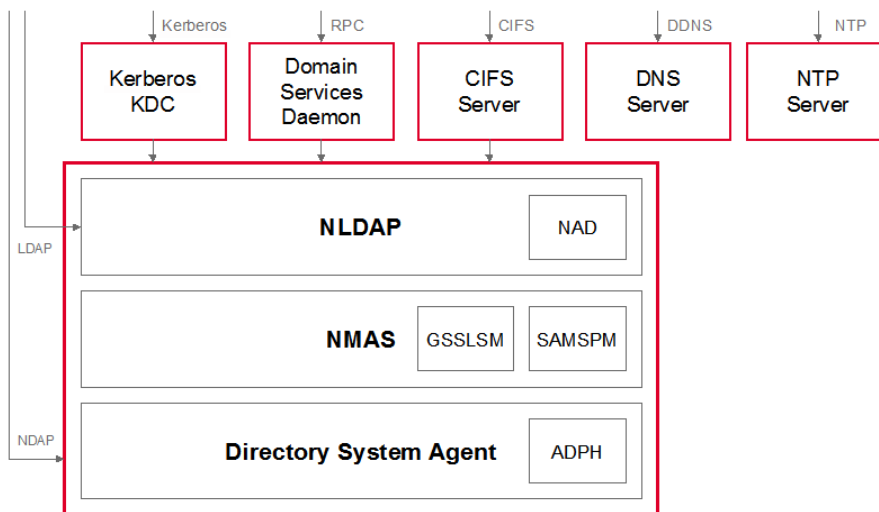 Kerberos
RPC
CIFS
DDNS
NTP
Kerberos
KDC
Domain
Services
Daemon
CIFS
Server
DNS
Server
NTP
Server
NLDAP
NAD
LDAP
NMAS
GSSLSM
SAMSPM
NDAP
Directory System Agent
ADPH